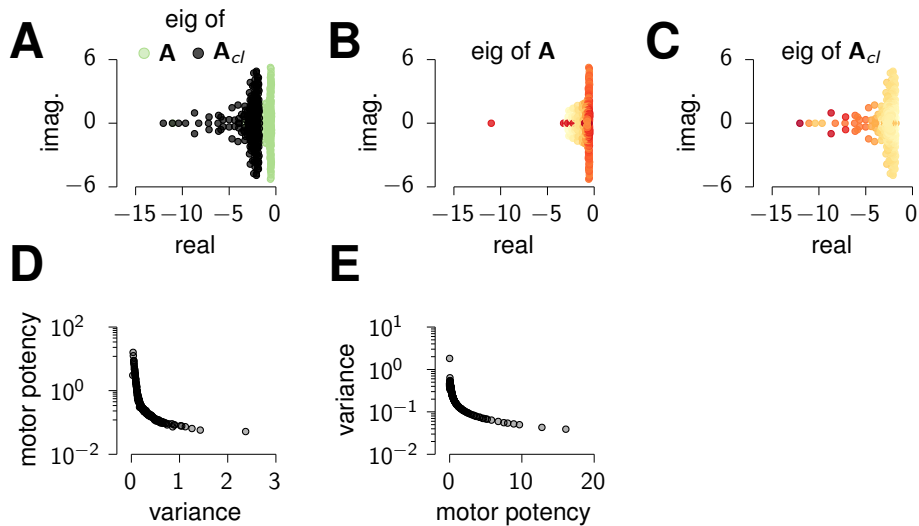 A
eig of
A A_cl
6
0
−6
imag.
−15 −10 −5 0
real
B
eig of A
6
0
−6
imag.
−15 −10 −5 0
real
C
eig of A_cl
6
0
−6
imag.
−15 −10 −5 0
real
D
10^2
10^0
10^−2
motor potency
0 1 2 3
variance
E
10^1
10^0
10^−1
10^−2
variance
0 10 20
motor potency